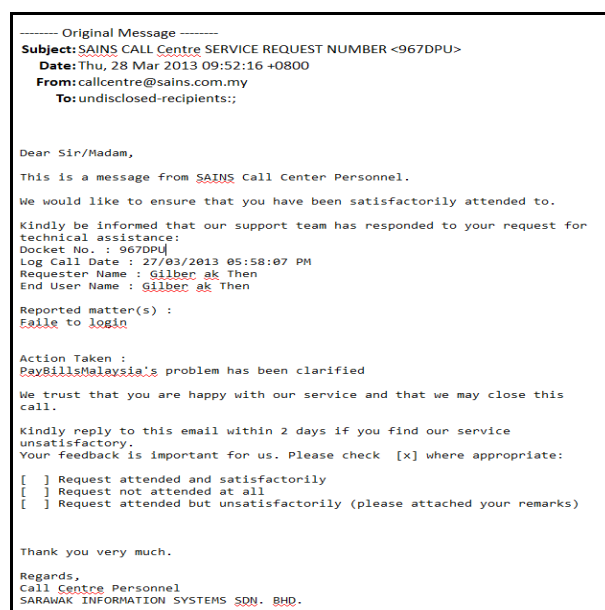 -------- Original Message --------
Subject: SAINS CALL Centre SERVICE REQUEST NUMBER <967DPU>
Date: Thu, 28 Mar 2013 09:52:16 +0800
From: callcentre@sains.com.my
To: undisclosed-recipients:;
Dear Sir/Madam,
This is a message from SAINS Call Center Personnel.
We would like to ensure that you have been satisfactorily attended to.
Kindly be informed that our support team has responded to your request for
technical assistance:
Docket No. : 967DPU
Log Call Date : 27/03/2013 05:58:07 PM
Requester Name : Gilber ak Then
End User Name : Gilber ak Then
Reported matter(s) :
Faile to login
Action Taken :
PayBillsMalaysia's problem has been clarified
We trust that you are happy with our service and that we may close this
call.
Kindly reply to this email within 2 days if you find our service
unsatisfactory.
Your feedback is important for us. Please check  [x] where appropriate:
[  ] Request attended and satisfactorily
[  ] Request not attended at all
[  ] Request attended but unsatisfactorily (please attached your remarks)
Thank you very much.
Regards,
Call Centre Personnel
SARAWAK INFORMATION SYSTEMS SDN. BHD.